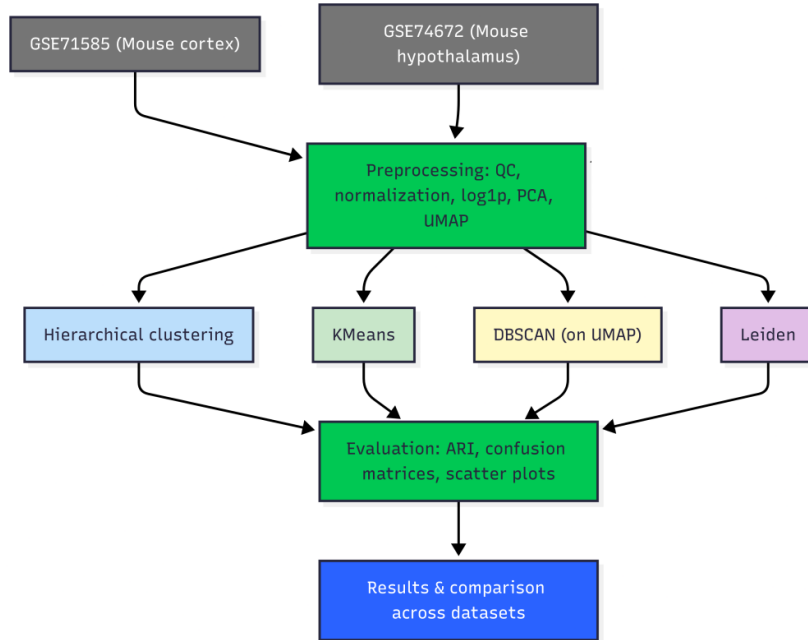 GSE71585 (Mouse cortex)
GSE74672 (Mouse
hypothalamus)
Preprocessing: QC,
normalization, log1p, PCA,
UMAP
Hierarchical clustering
KMeans
DBSCAN (on UMAP)
Leiden
Evaluation: ARI, confusion
matrices, scatter plots
Results & comparison
across datasets